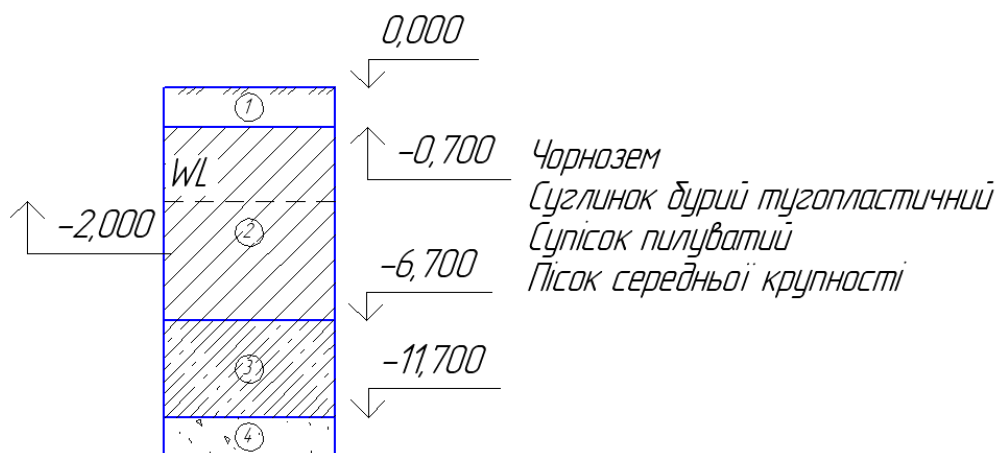 0,000
1
-0,700
Чорнозем
WL
Суглинок бурий тугопластичний
-2,000
2
Супісок пилуватий
-6,700
Пісок середньої крупності
3
-11,700
4